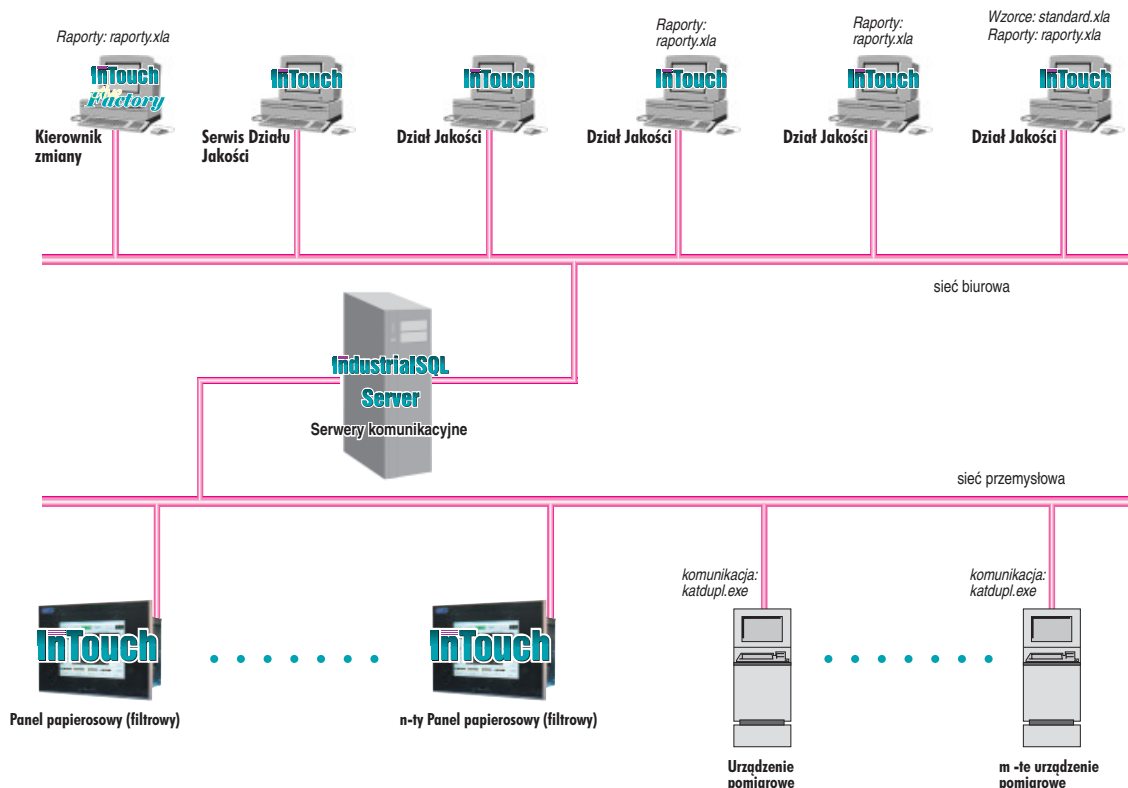 Raporty: raporty.xla
Raporty:
raporty.xla
Raporty:
raporty.xla
Wzorce: standard.xla
Raporty: raporty.xla
InTouch
Factory
InTouch
InTouch
InTouch
InTouch
InTouch
Kierownik
zmiany
Serwis Działu
Jakości
Dział Jakości
Dział Jakości
Dział Jakości
Dział Jakości
sieć biurowa
IndustrialSQL
Server
Serwery komunikacyjne
sieć przemysłowa
komunikacja:
katdupl.exe
komunikacja:
katdupl.exe
InTouch
InTouch
Panel papierosowy (filtrowy)
n-ty Panel papierosowy (filtrowy)
Urządzenie
pomiarowe
m -te urządzenie
pomiarowe